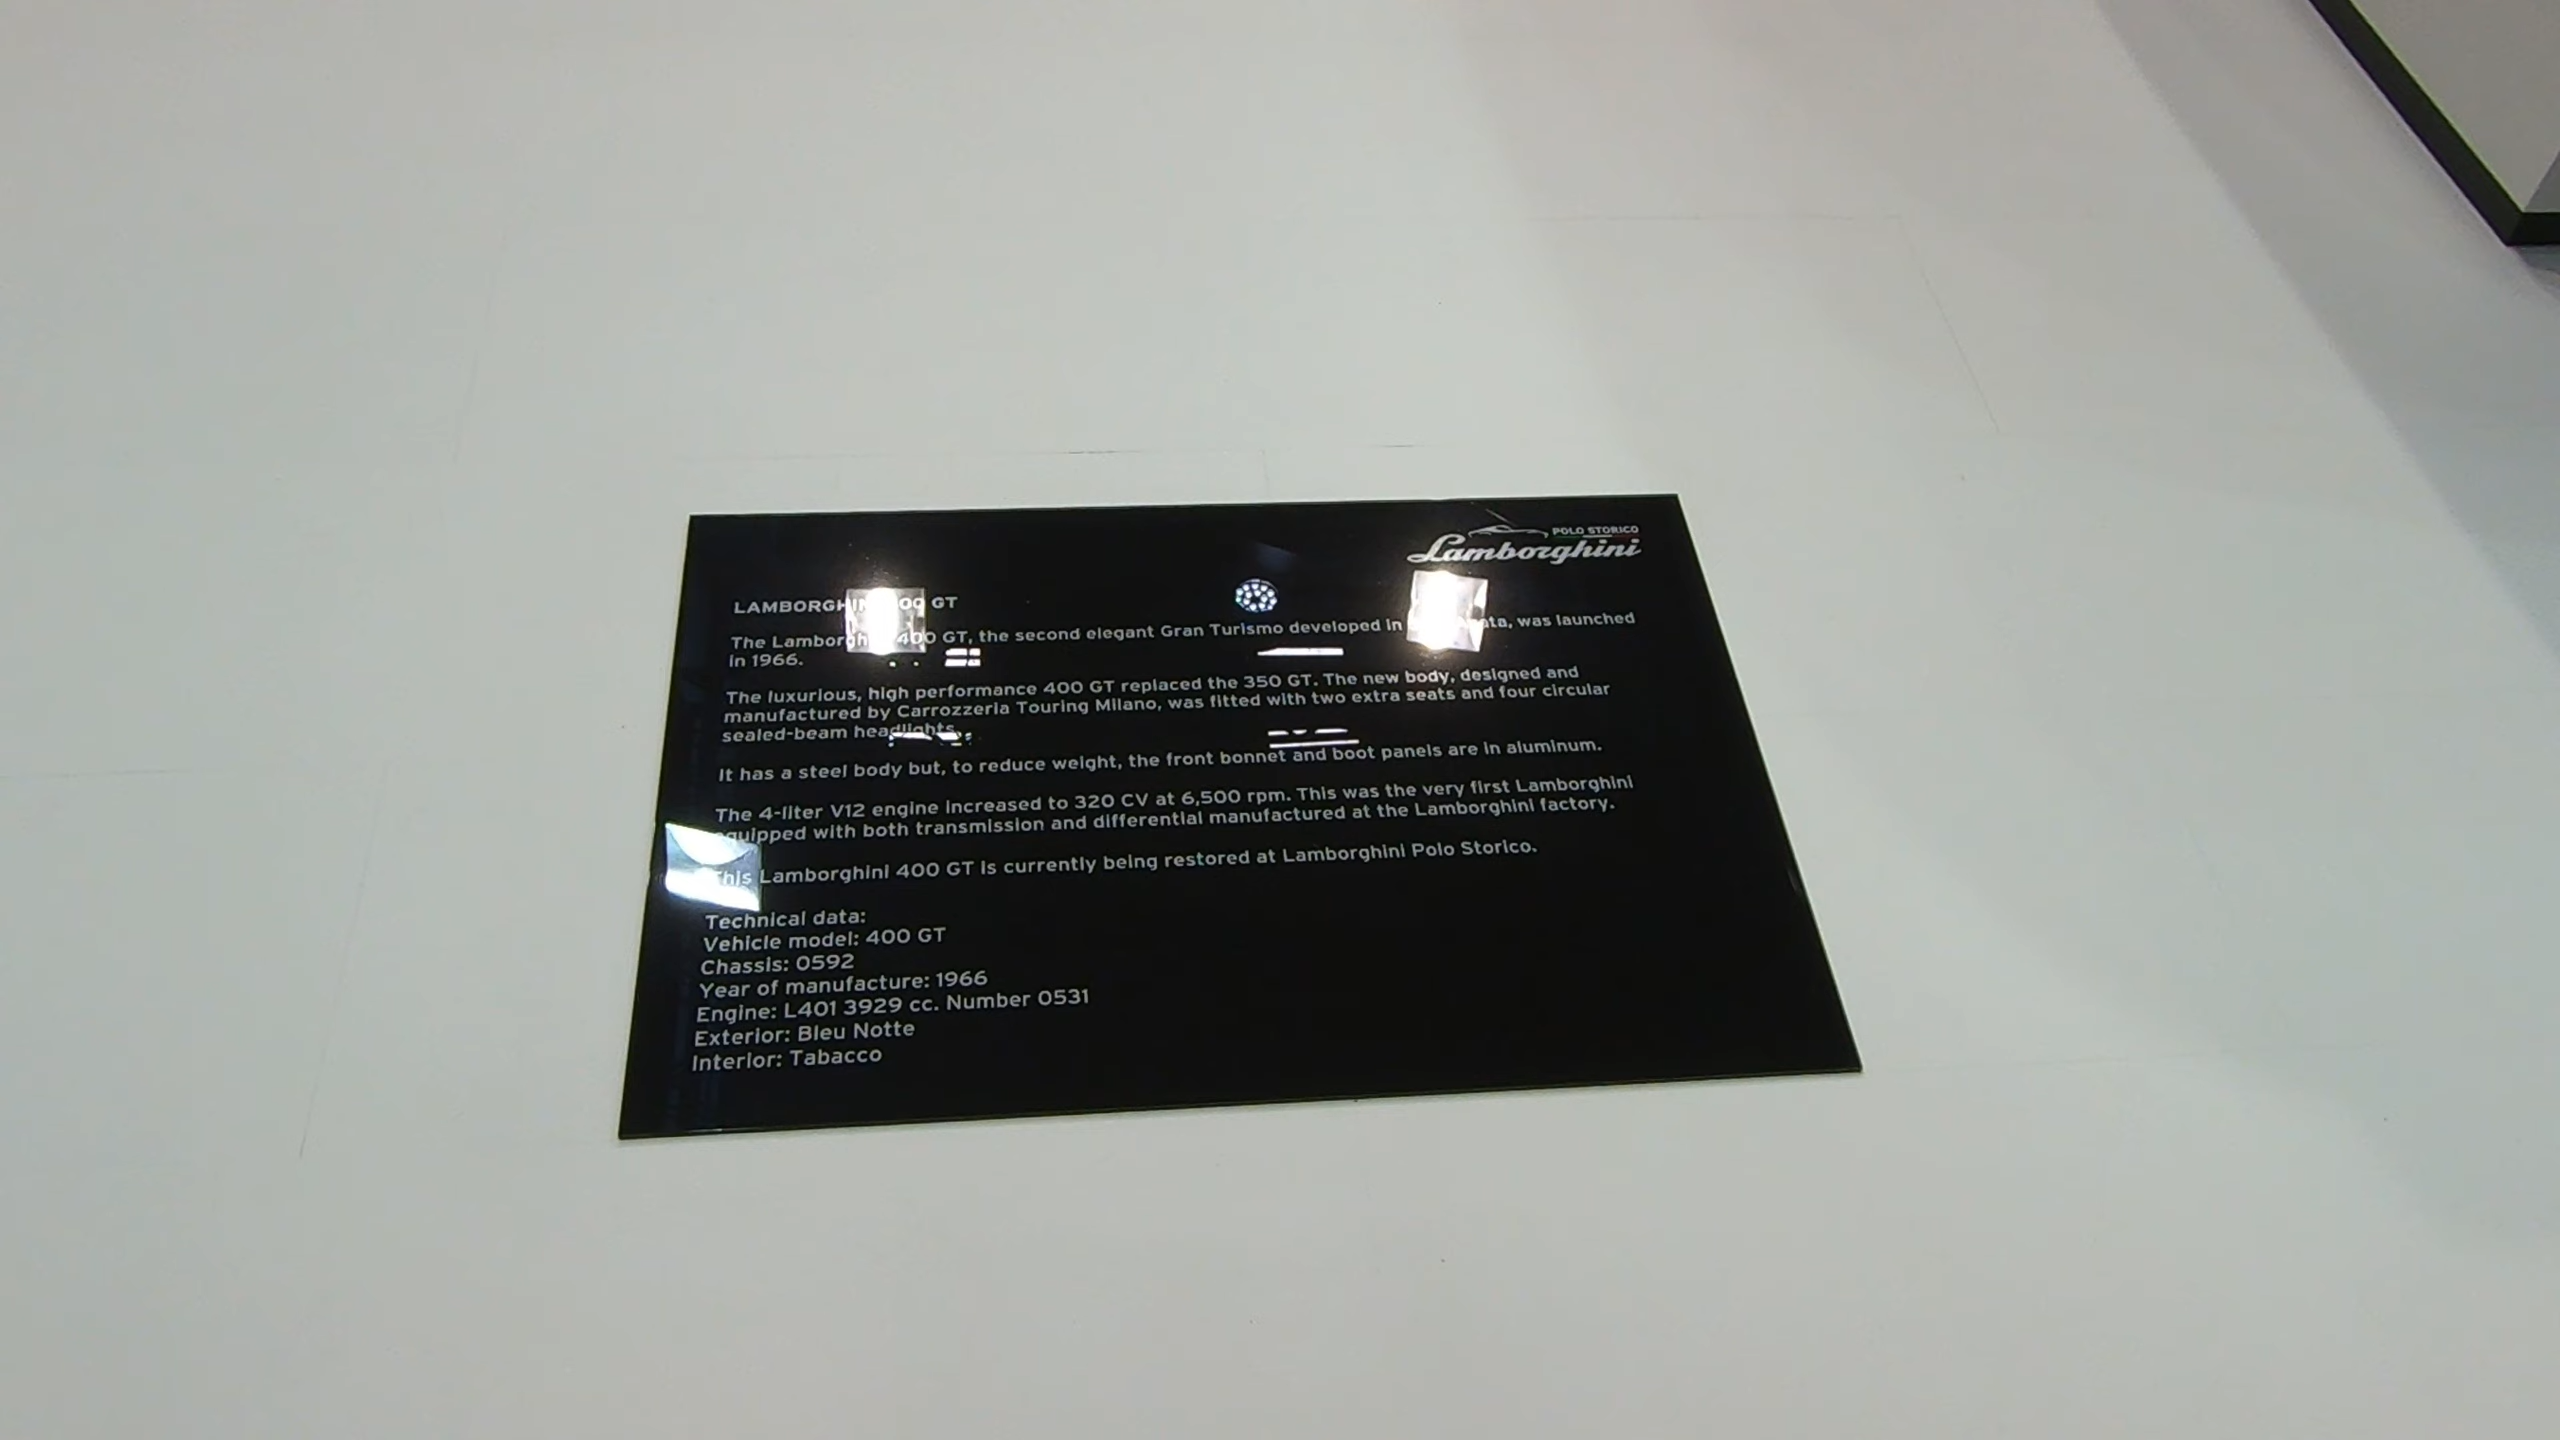 POLO STORICO
Lamborghini
LAMBORGHINI 400 GT
The Lamborghini 400 GT, the second elegant Gran Turismo developed in was launched
in 1966.
The luxurious, high performance 400 GT replaced the 350 GT. The new body, designed and
manufactured by Carrozzeria Touring Milano, was fitted with two extra seats and four circular
sealed-beam headlights.
It has a steel body but, to reduce weight, the front bonnet and boot panels are in aluminum.
The 4-liter V12 engine increased to 320 CV at 6,500 rpm. This was the very first Lamborghini
equipped with both transmission and differential manufactured at the Lamborghini factory.
This Lamborghini 400 GT is currently being restored at Lamborghini Polo Storico.
Technical data:
Vehicle model: 400 GT
Chassis: 0592
Year of manufacture: 1966
Engine: L401 3929 cc. Number 0531
Exterior: Bleu Notte
Interior: Tabacco